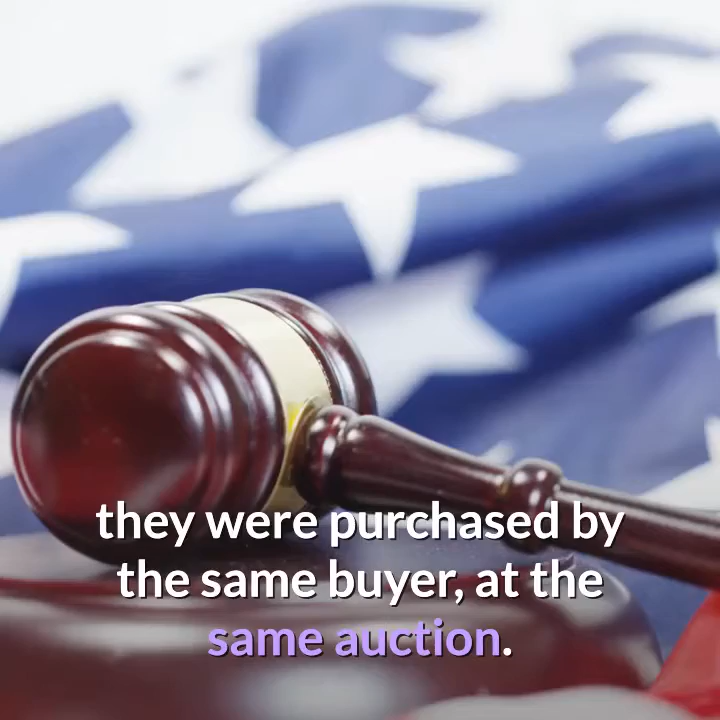 they were purchased by
the same buyer, at the
same auction.